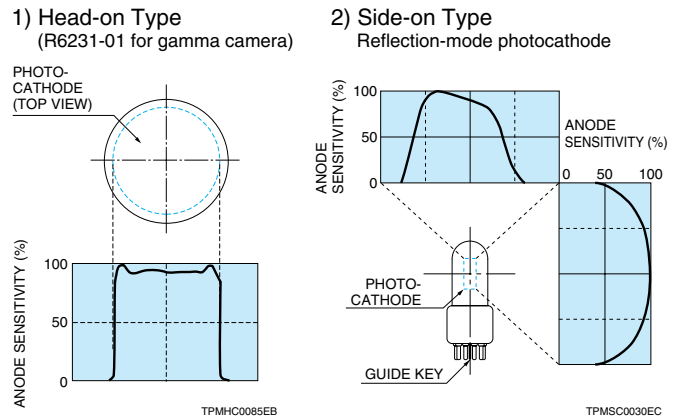 1) Head-on Type
(R6231-01 for gamma camera)
PHOTO-
CATHODE
(TOP VIEW)
ANODE SENSITIVITY (%)
100
50
0
TPMHC0085EB
2) Side-on Type
Reflection-mode photocathode
ANODE
SENSITIVITY (%)
100
50
0
ANODE
SENSITIVITY (%)
0 50 100
PHOTO-
CATHODE
GUIDE KEY
TPMSC0030EC